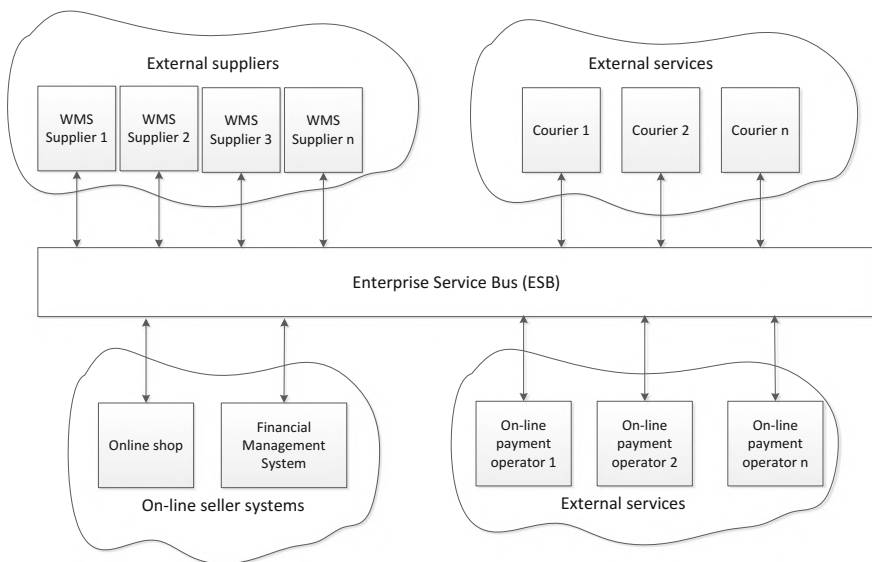 External suppliers
WMS
Supplier 1
WMS
Supplier 2
WMS
Supplier 3
WMS
Supplier n
External services
Courier 1
Courier 2
Courier n
Enterprise Service Bus (ESB)
Online shop
Financial
Management
System
On-line seller systems
On-line
payment
operator 1
On-line
payment
operator 2
On-line
payment
operator n
External services